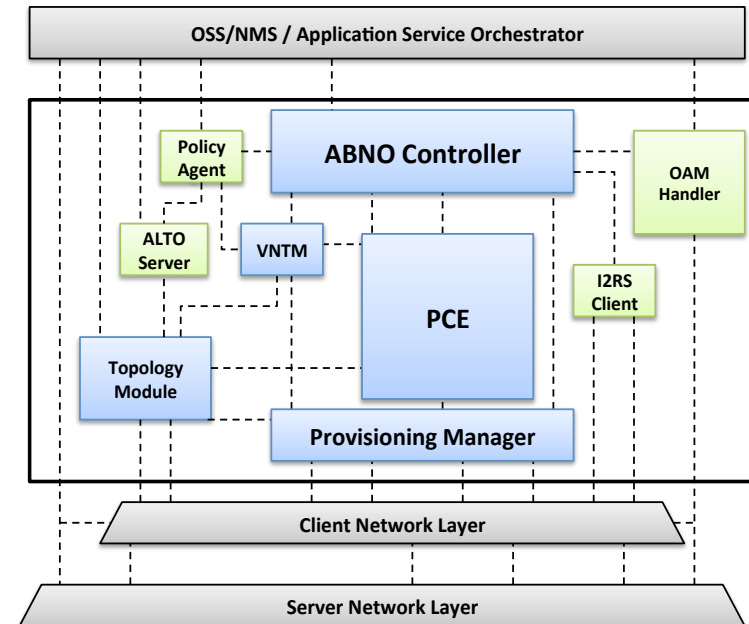 OSS/NMS / Application Service Orchestrator
Policy
Agent
ABNO Controller
OAM
Handler
ALTO
Server
VNTM
I2RS
Client
PCE
Topology
Module
Provisioning Manager
Client Network Layer
Server Network Layer